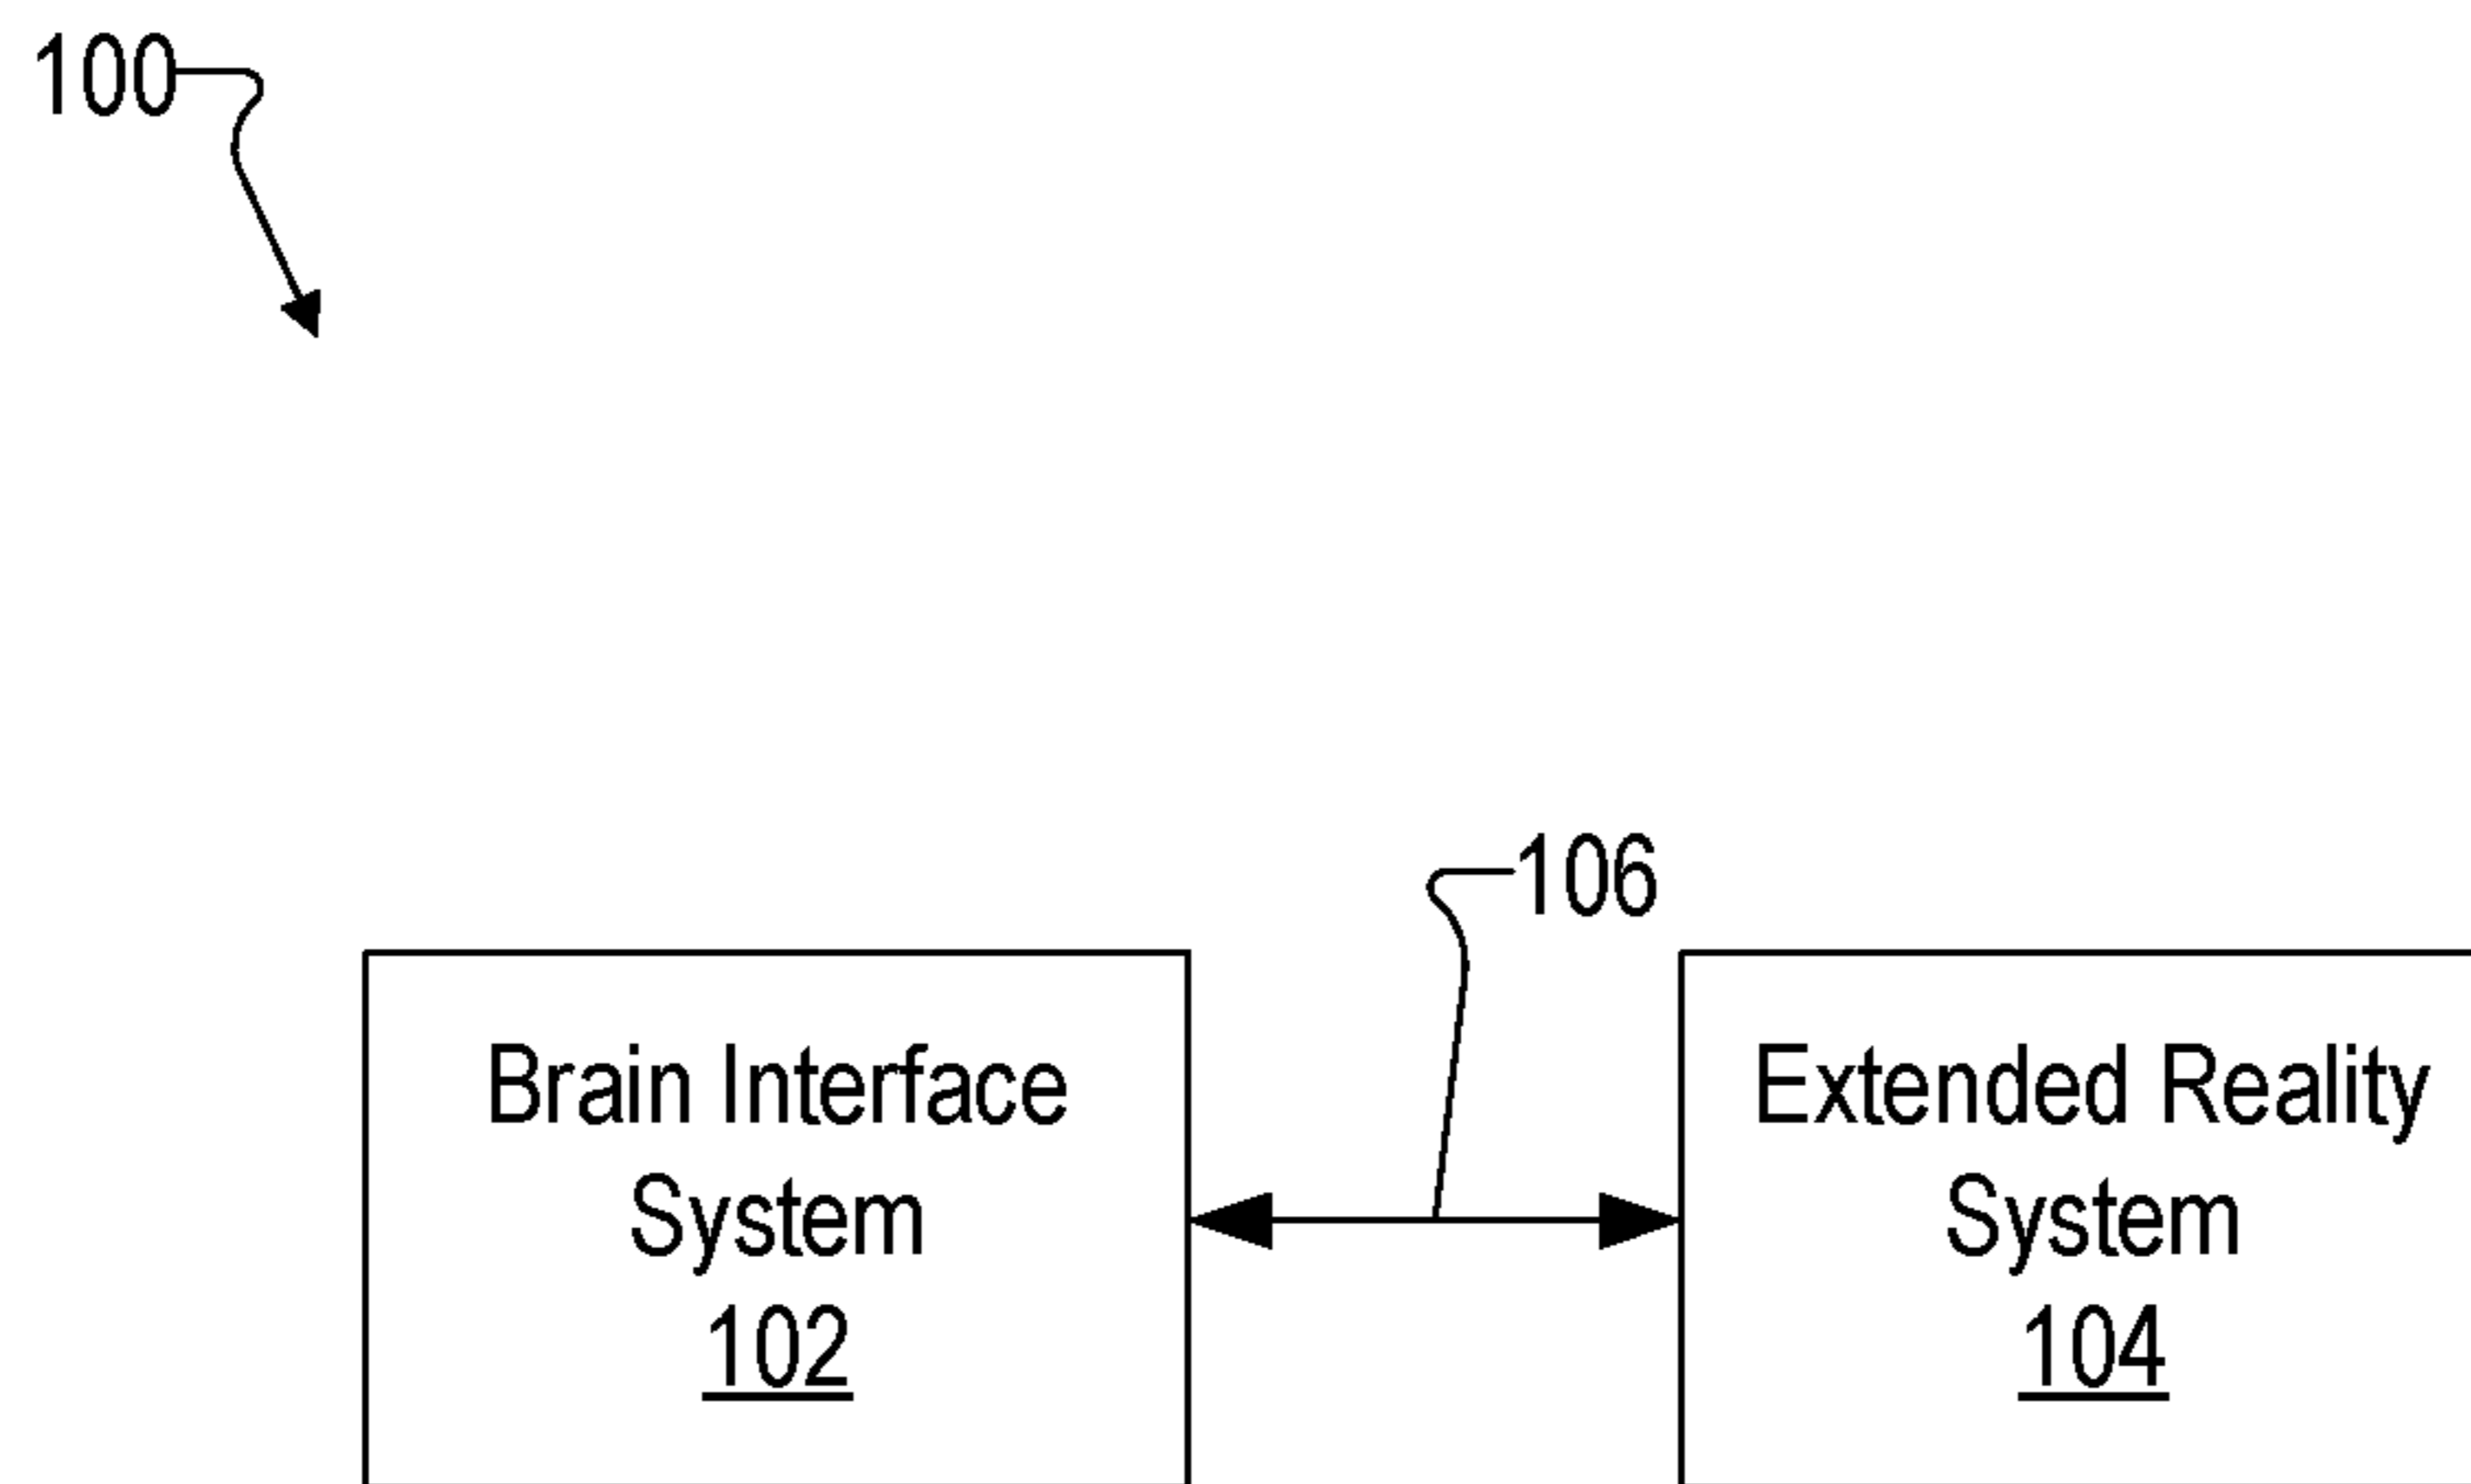 100
106
Brain Interface
System
102
Extended Reality
System
104